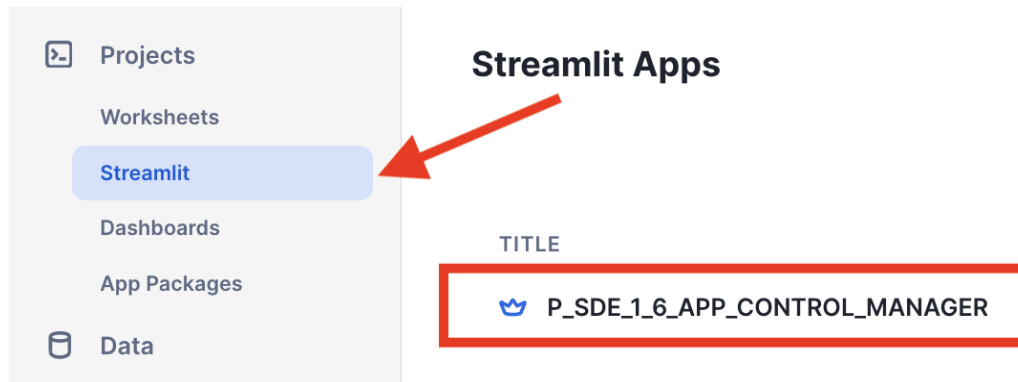 Projects
Worksheets
Streamlit
Dashboards
App Packages
Data
Streamlit Apps
TITLE
P_SDE_1_6_APP_CONTROL_MANAGER